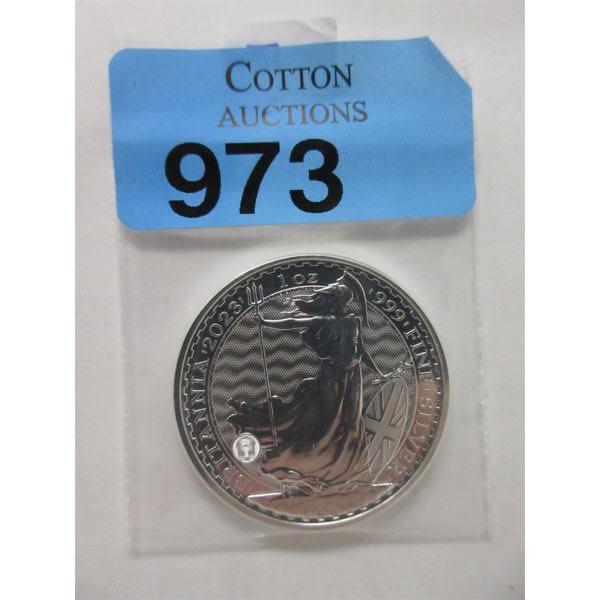 COTTON
AUCTIONS
973
BRITANNIA 2023 1 OZ 999 FINE SILVER